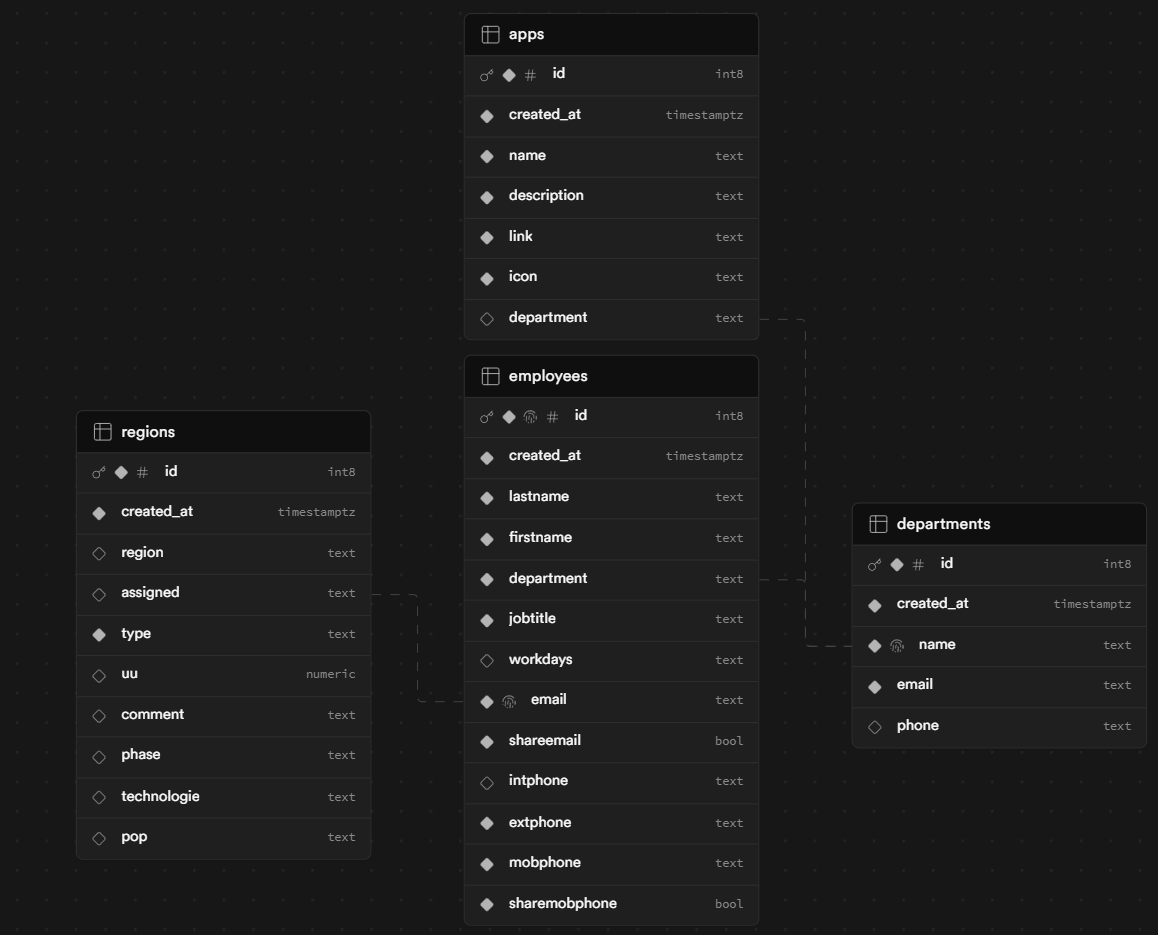 apps
id int8
created_at timestamptz
name text
description text
link text
icon text
department text
employees
id int8
created_at timestamptz
lastname text
firstname text
department text
jobtitle text
workdays text
email text
shareemail bool
intphone text
extphone text
mobphone text
sharemobphone bool
regions
id int8
created_at timestamptz
region text
assigned text
type text
uu numeric
comment text
phase text
technologie text
pop text
departments
id int8
created_at timestamptz
name text
email text
phone text